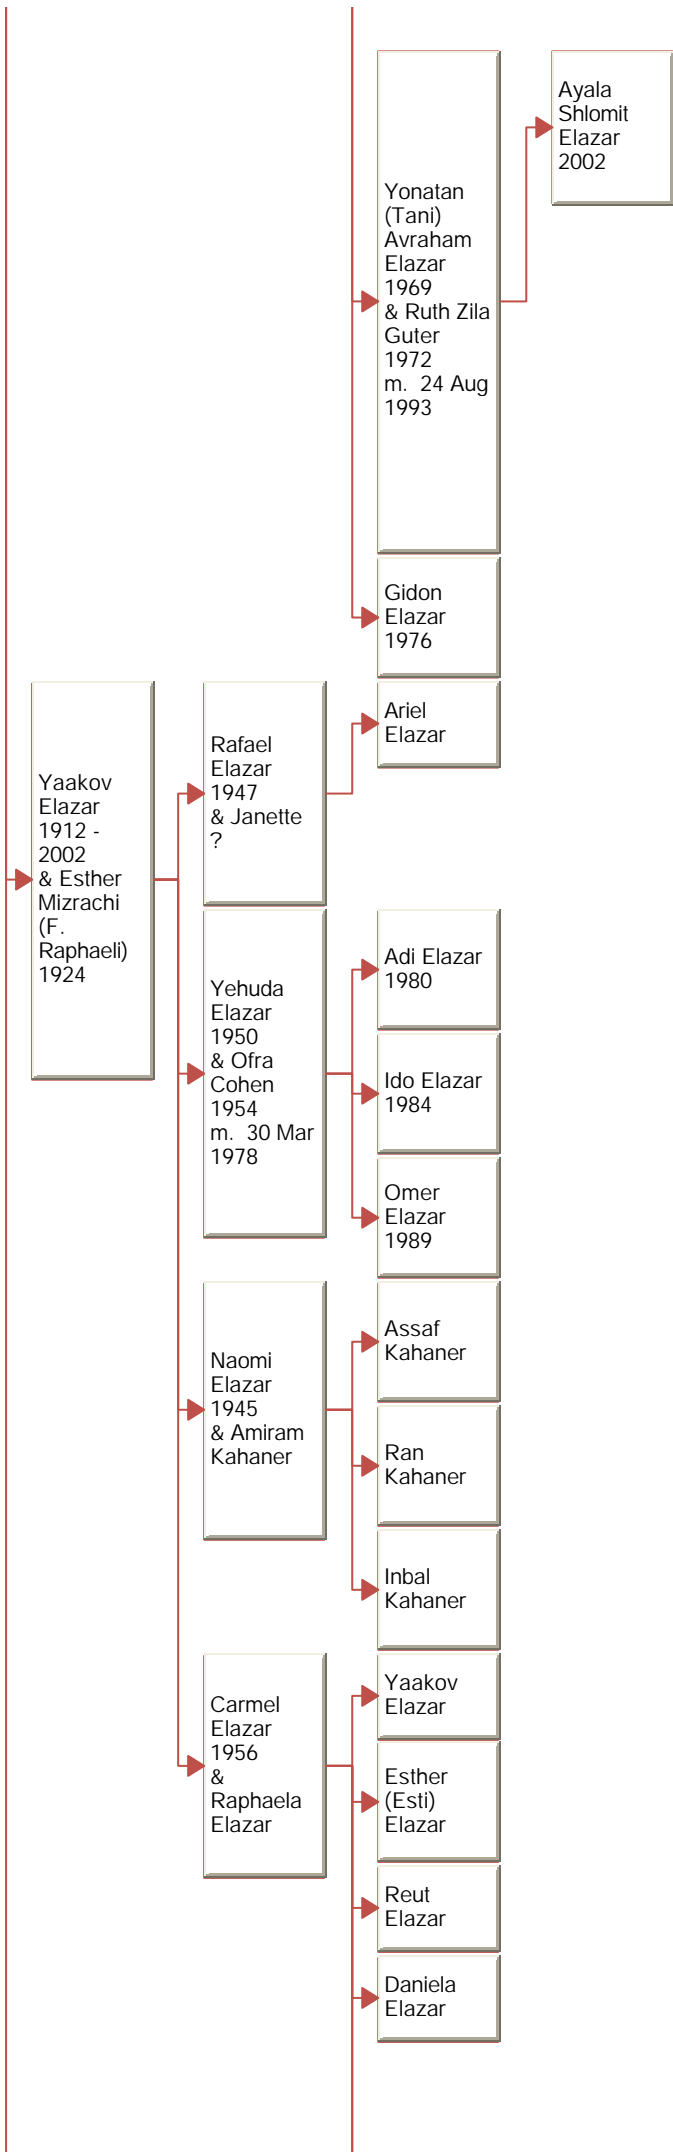 Ayala
Shlomit
Elazar
2002
Yonatan
(Tani)
Avraham
Elazar
1969
& Ruth Zila
Guter
1972
m.  24 Aug
1993
Gidon
Elazar
1976
Yaakov
Elazar
1912 -
2002
& Esther
Mizrachi
(F.
Raphaeli)
1924
Rafael
Elazar
1947
& Janette
?
Ariel
Elazar
Yehuda
Elazar
1950
& Ofra
Cohen
1954
m.  30 Mar
1978
Adi Elazar
1980
Ido Elazar
1984
Omer
Elazar
1989
Naomi
Elazar
1945
& Amiram
Kahaner
Assaf
Kahaner
Ran
Kahaner
Inbal
Kahaner
Carmel
Elazar
1956
&
Raphaela
Elazar
Yaakov
Elazar
Esther
(Esti)
Elazar
Reut
Elazar
Daniela
Elazar